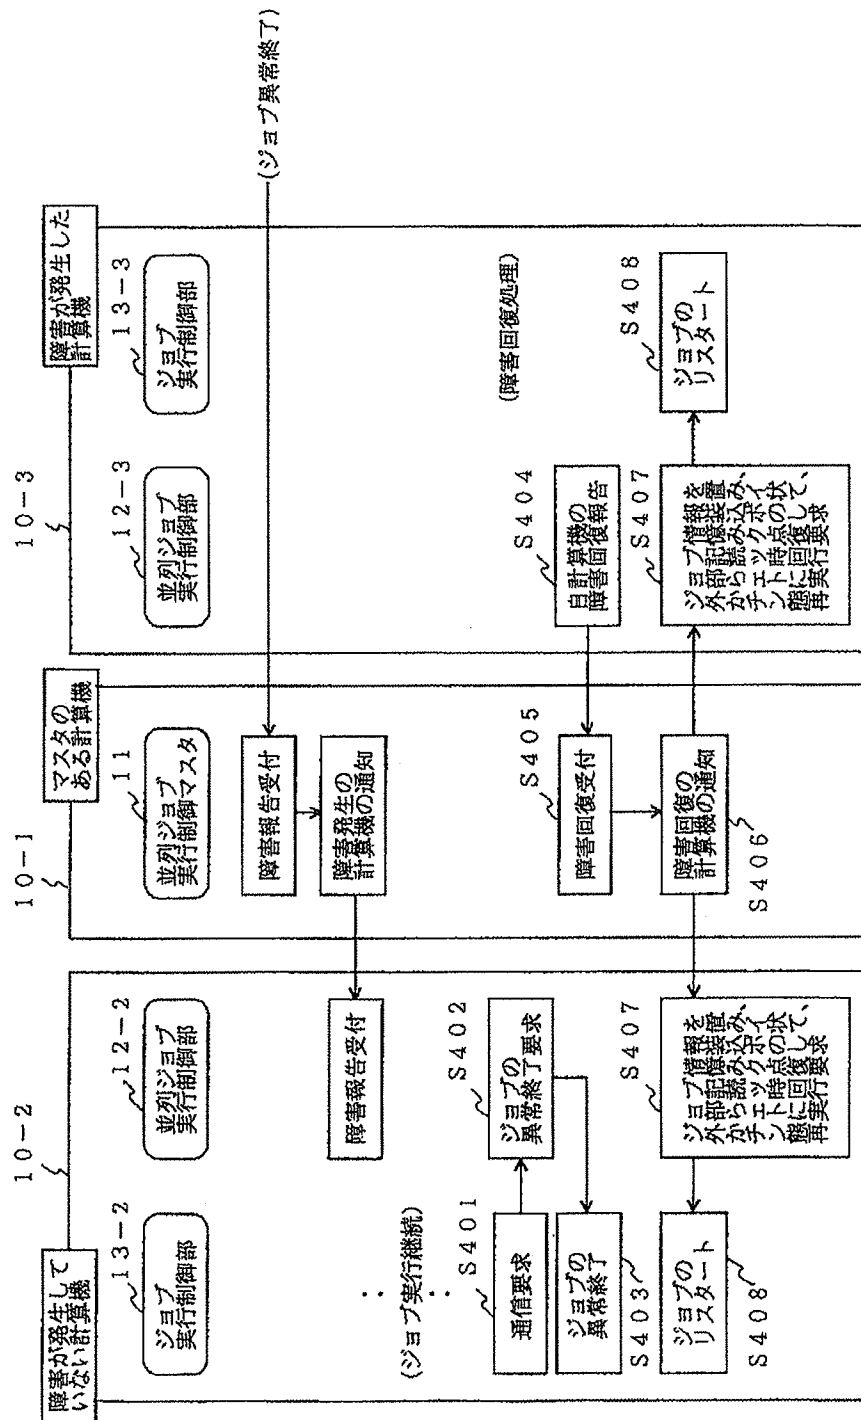 障害が発生して
いない計算機
10-2
13-2
ジョブ
実行制御部
12-2
並列ジョブ
実行制御部
マスタの
ある計算機
10-1
11
並列ジョブ
実行制御マスタ
障害が発生した
計算機
10-3
12-3
並列ジョブ
実行制御部
13-3
ジョブ
実行制御部
(ジョブ異常終了)
障害報告受付
障害発生の
計算機の通知
障害報告受付
(ジョブ実行継続)
S401
通信要求
S402
ジョブの
異常終了要求
ジョブの
異常終了
S403
(障害回復処理)
S404
自計算機の
障害回復報告
S405
障害回復受付
障害回復の
計算機の通知
S406
S407
ジョブ情報を
外部記憶装置
から読み込み、
チェックポイ
ント時点の状
態に回復して、
再実行要求
ジョブの
リスタート
S408
S407
ジョブ情報を
外部記憶装置
から読み込み、
チェックポイ
ント時点の状
態に回復して、
再実行要求
S408
ジョブの
リスタート